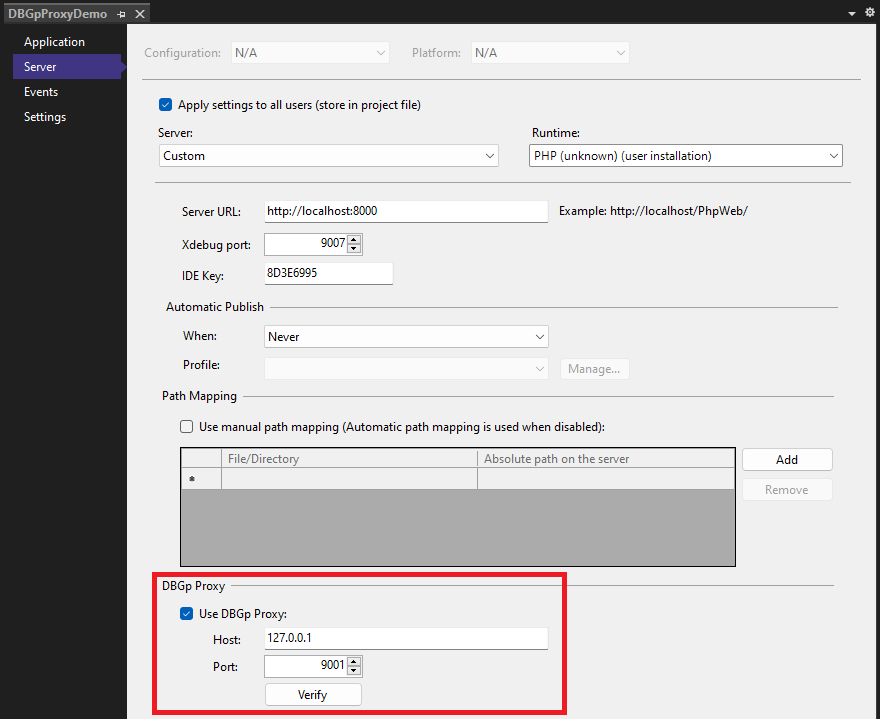 DBGpProxyDemo
Application
Server
Events
Settings
Configuration: N/A Platform: N/A
Apply settings to all users (store in project file)
Server: Runtime:
Custom PHP (unknown) (user installation)
Server URL: http://localhost:8000 Example: http://localhost/PhpWeb/
Xdebug port: 9007
IDE Key: 8D3E6995
Automatic Publish
When: Never
Profile: Manage...
Path Mapping
Use manual path mapping (Automatic path mapping is used when disabled):
File/Directory Absolute path on the server Add
* Remove
DBGp Proxy
Use DBGp Proxy:
Host: 127.0.0.1
Port: 9001
Verify